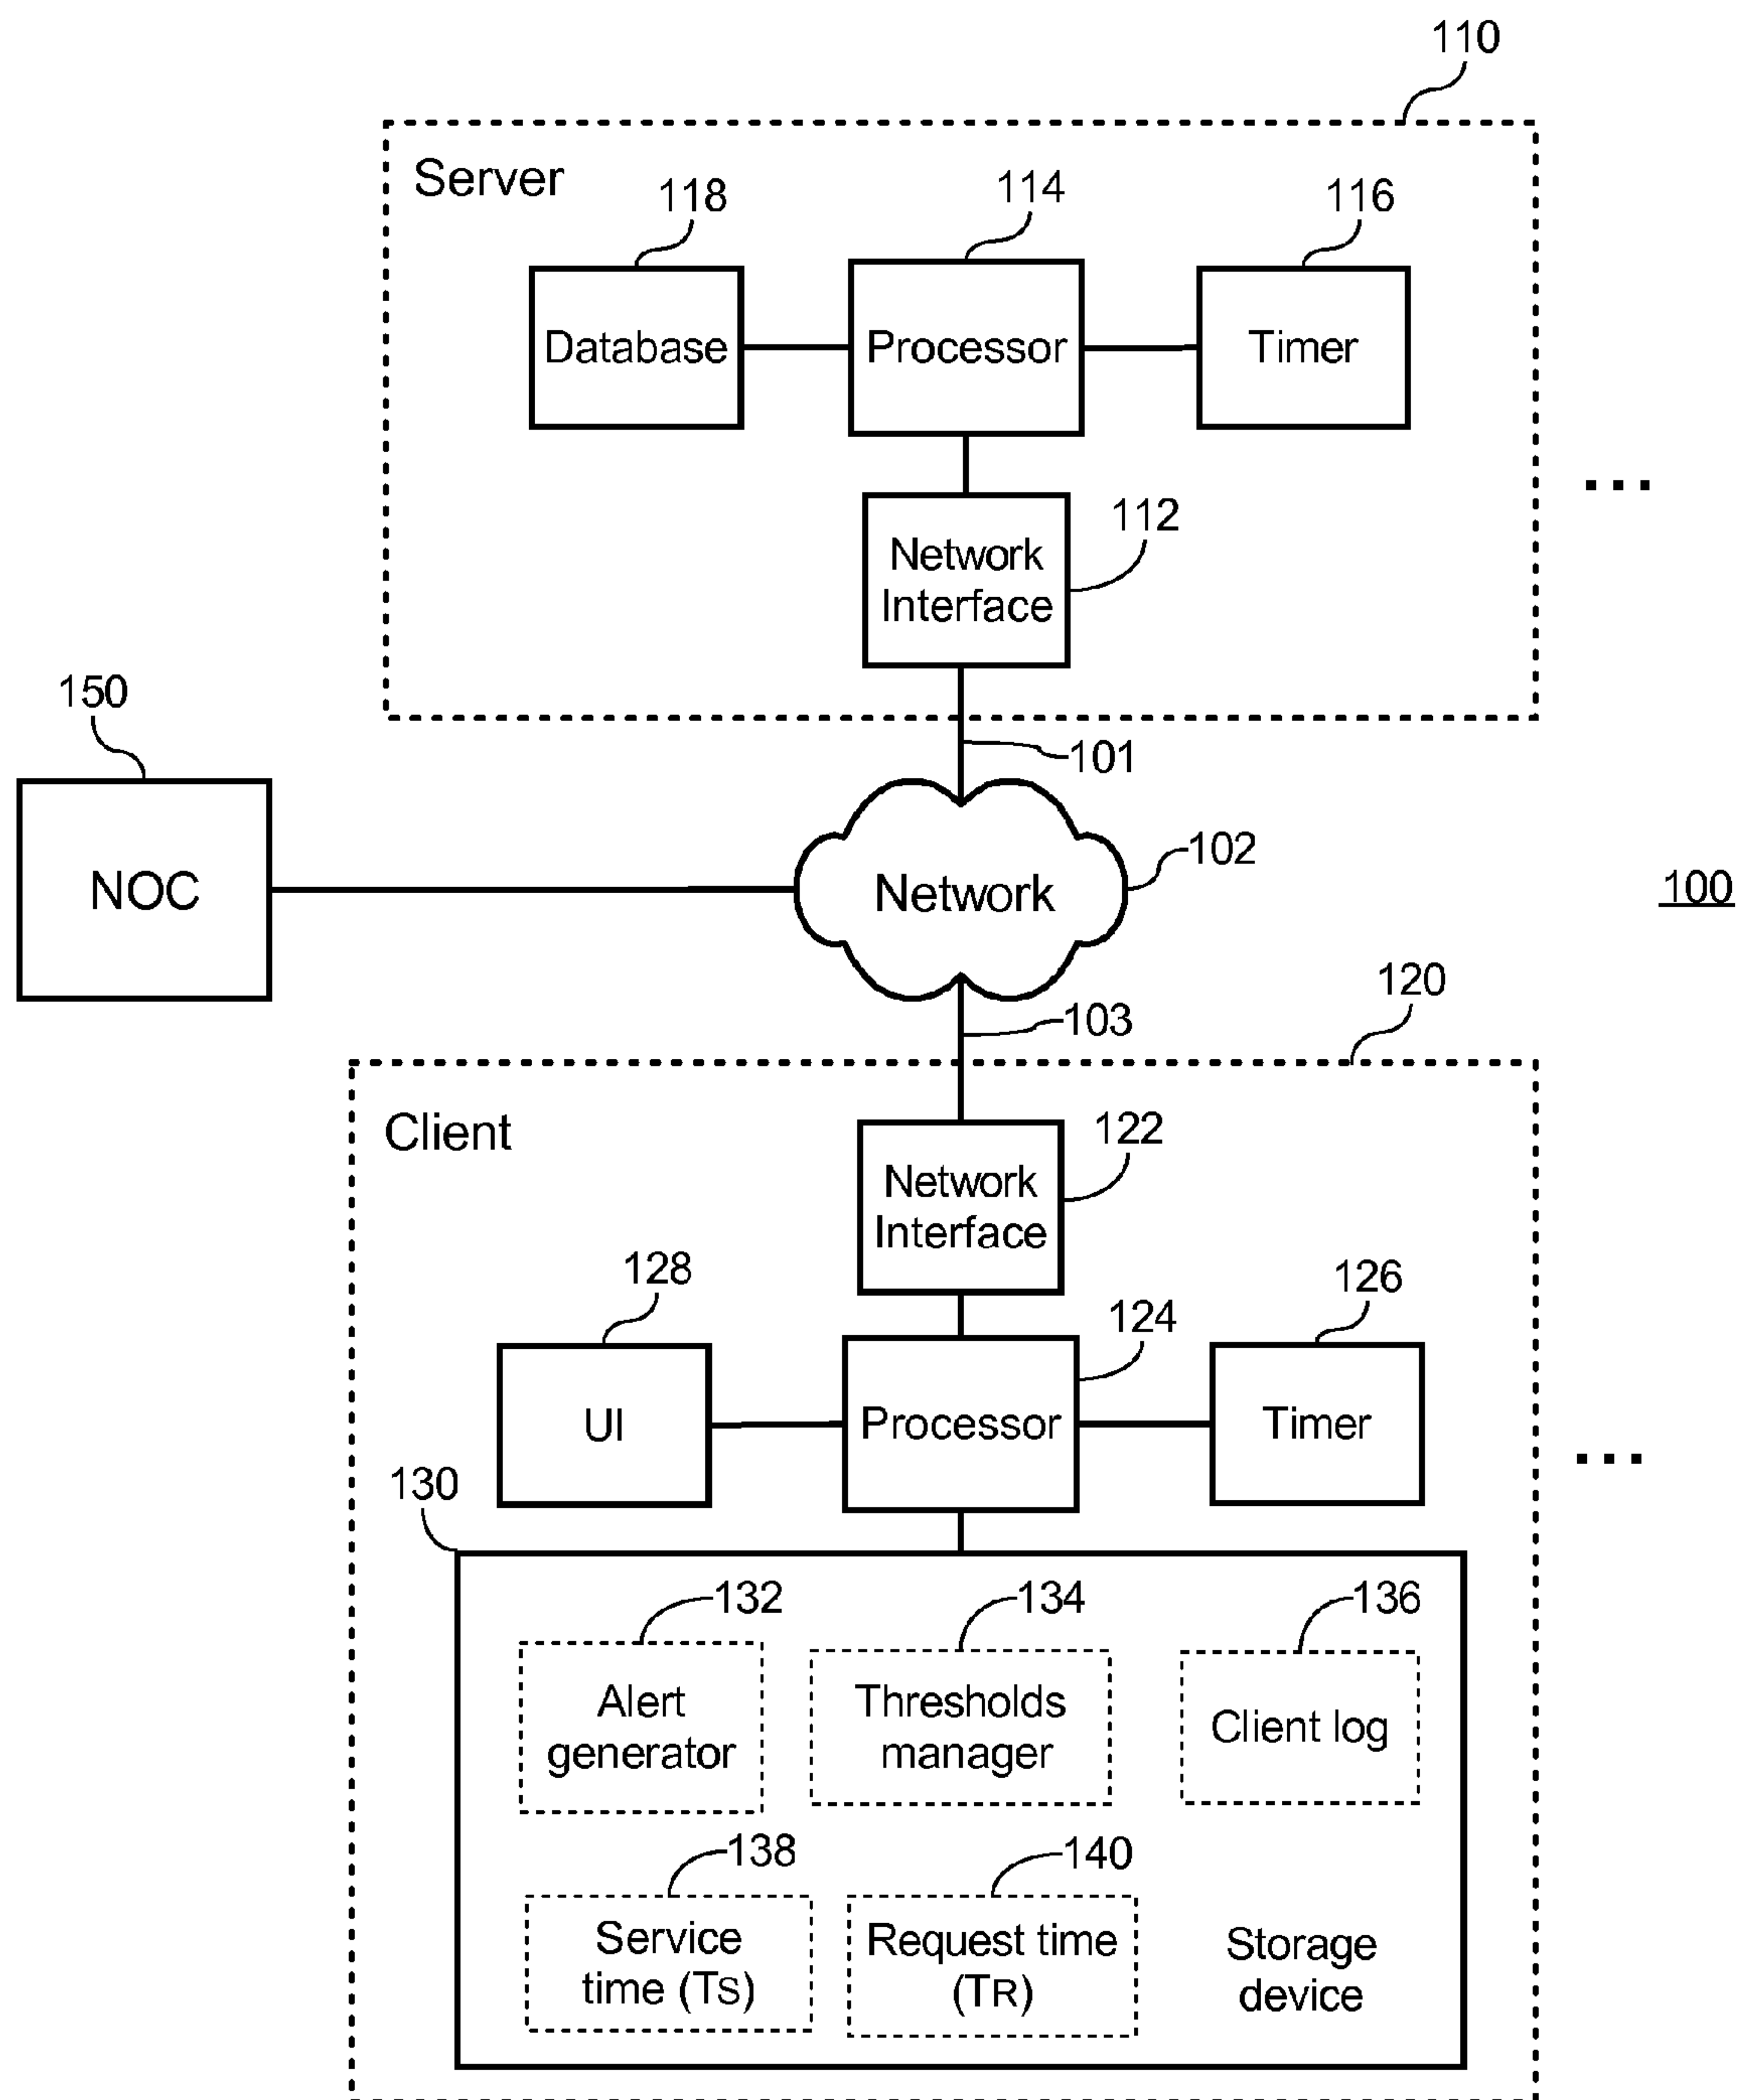 110
Server
118
114
116
Database
Processor
Timer
...
112
Network
Interface
150
101
NOC
102
Network
100
120
103
Client
122
Network
Interface
128
126
124
UI
Processor
Timer
...
130
132
134
136
Alert
generator
Thresholds
manager
Client log
138
140
Service
time (TS)
Request time
(TR)
Storage
device